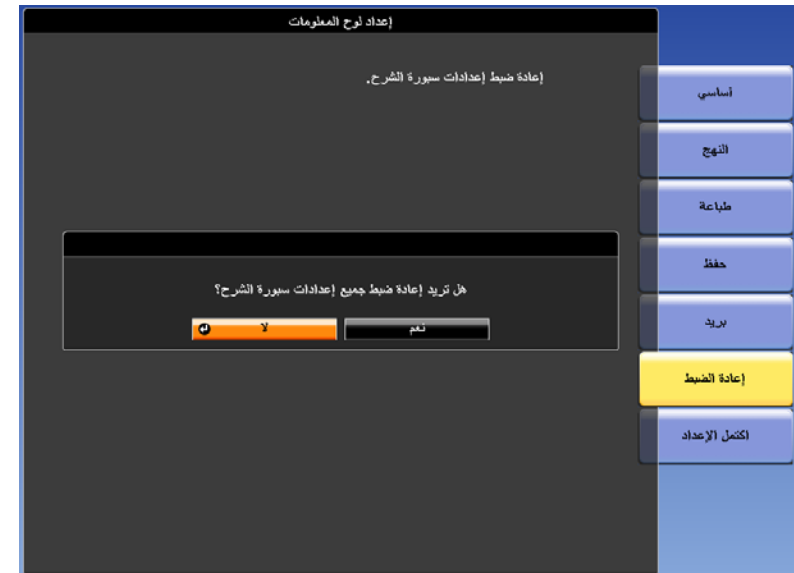 إعداد لوح المعلومات
إعادة ضبط إعدادات سبورة الشرح.
أساسي
النهج
طباعة
حفظ
بريد
إعادة الضبط
اكتمل الإعداد
هل تريد إعادة ضبط جميع إعدادات سبورة الشرح؟
نعم
لا